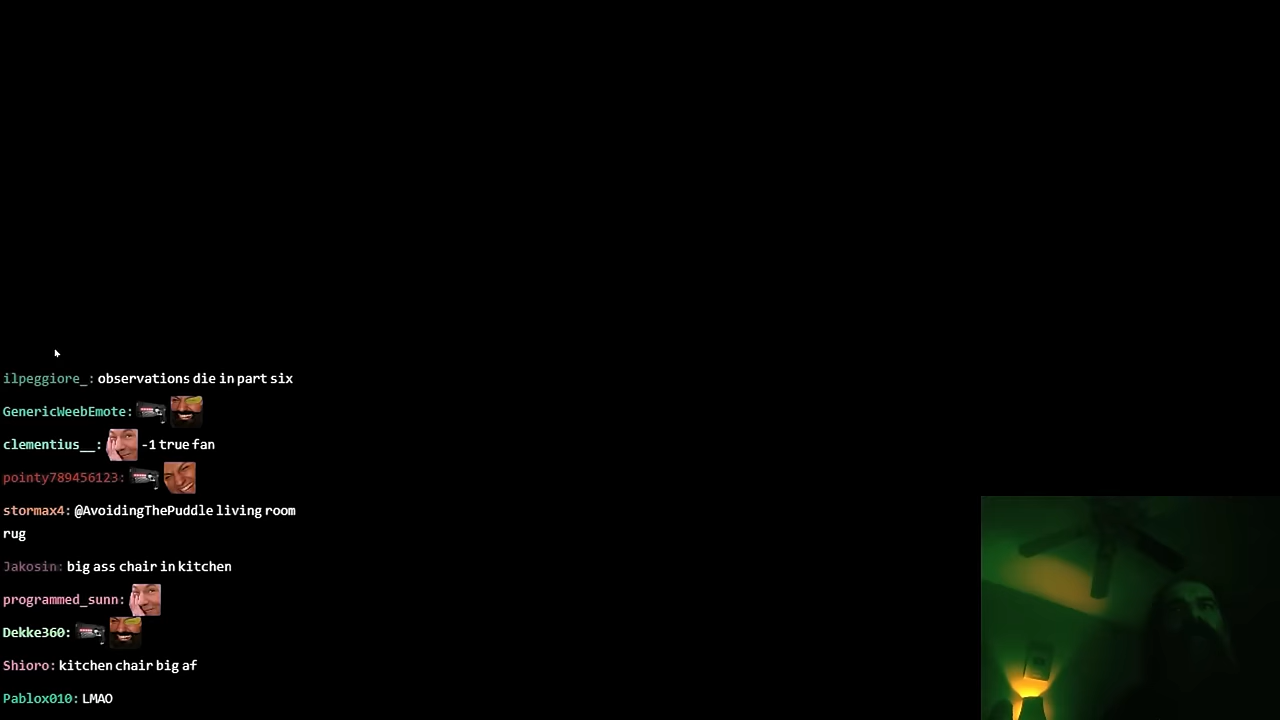 ilpeggiore_: observations die in part six
GenericWeebEmote:
clementius__: -1 true fan
pointy789456123:
stormax4: @AvoidingThePuddle living room
rug
Jakosin: big ass chair in kitchen
programmed_sunn:
Dekke360:
Shioro: kitchen chair big af
Pablox010: LMAO